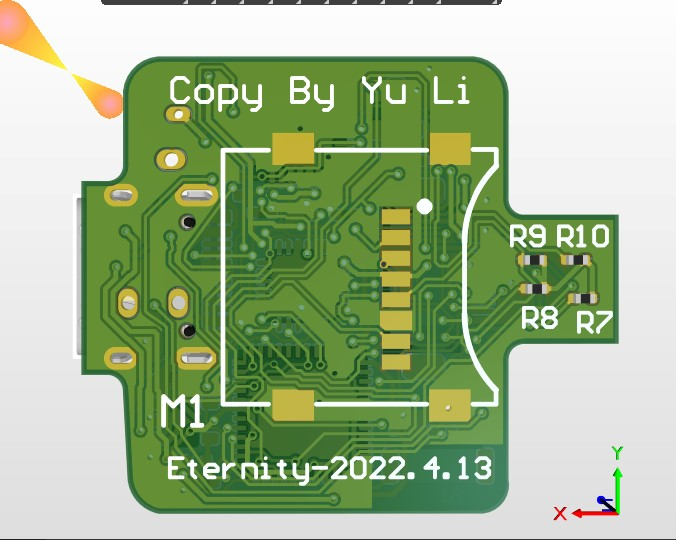 Copy By Yu Li
R9 R10
R8 R7
M1
Eternity-2022.4.13
Y
X